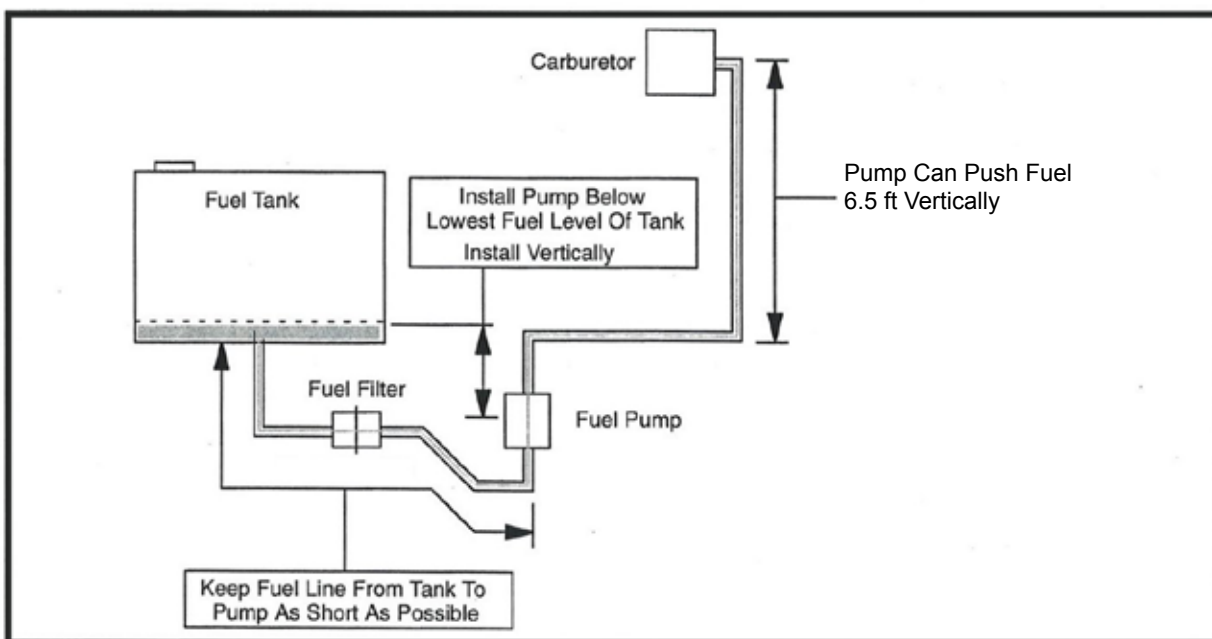 Carburetor
Pump Can Push Fuel
6.5 ft Vertically
Fuel Tank
Install Pump Below
Lowest Fuel Level Of Tank
Install Vertically
Fuel Filter
Fuel Pump
Keep Fuel Line From Tank To
Pump As Short As Possible